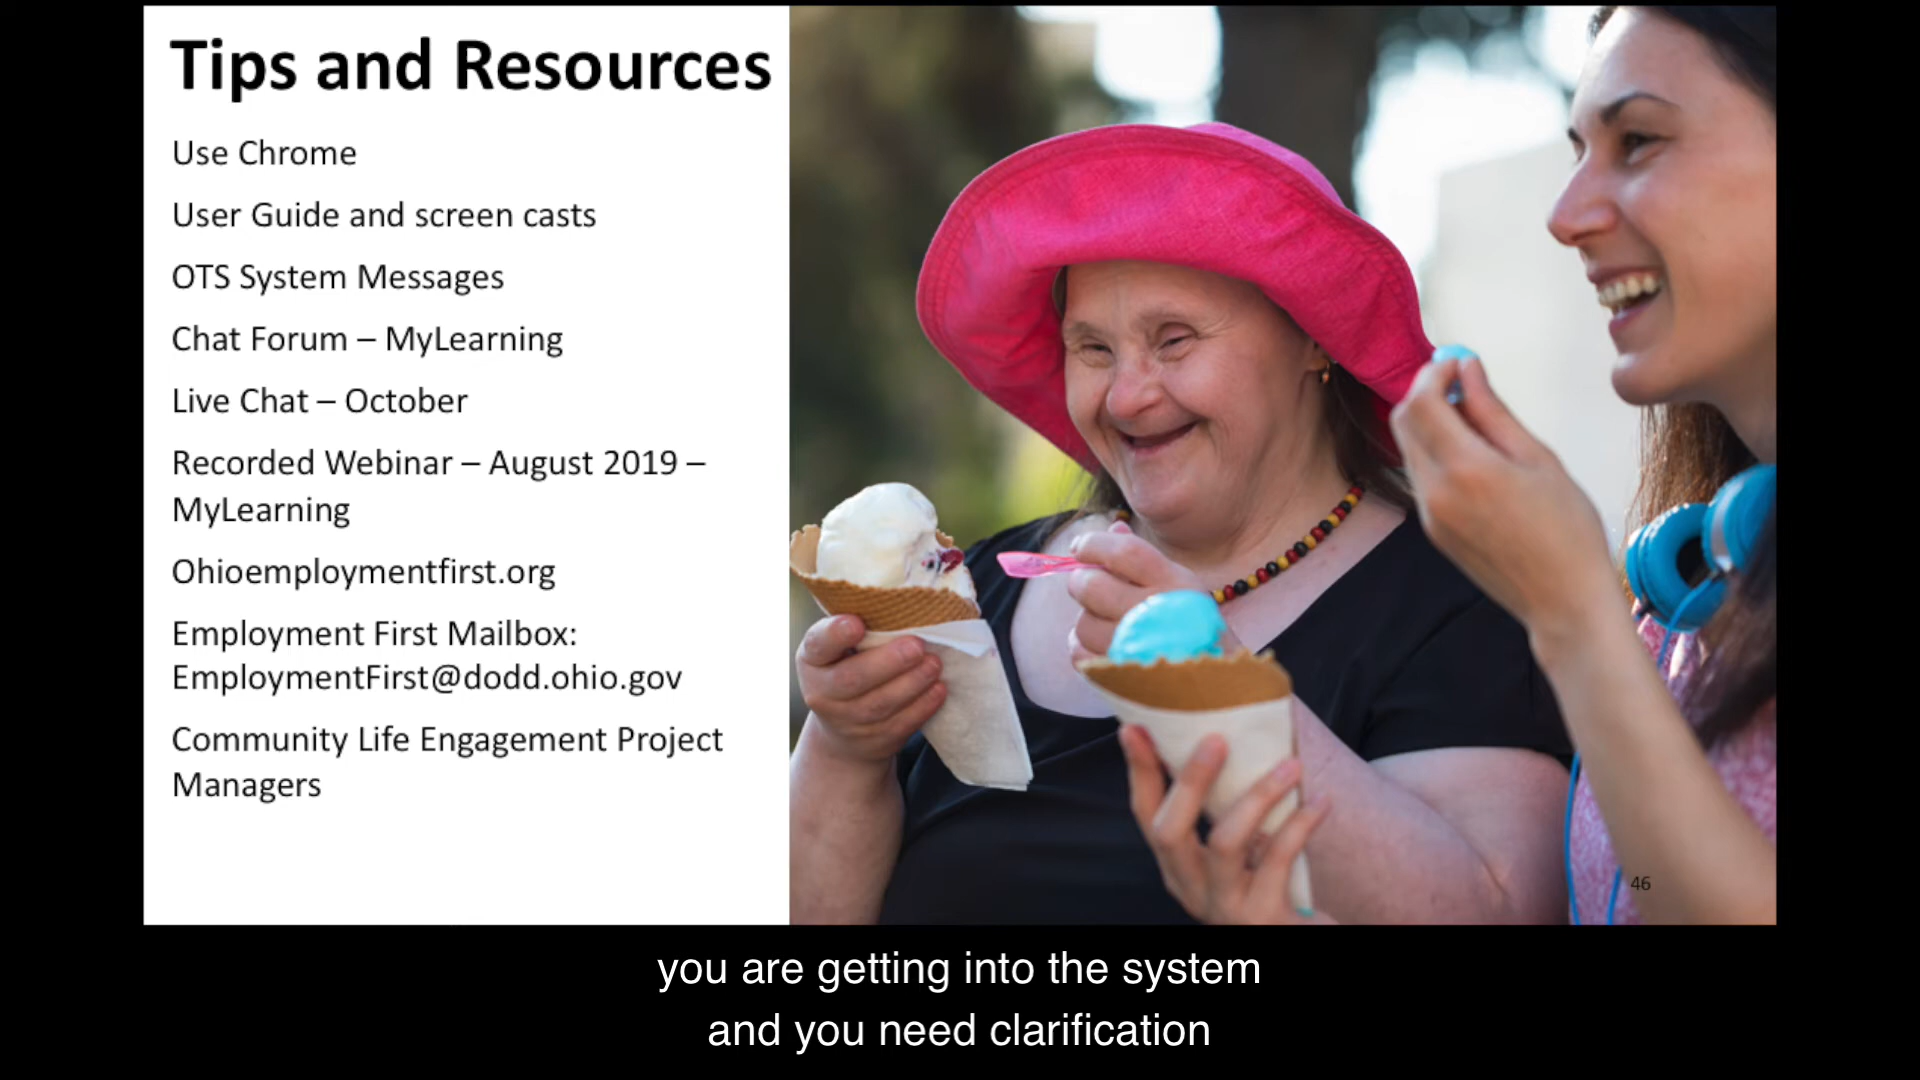 Tips and Resources
Use Chrome
User Guide and screen casts
OTS System Messages
Chat Forum – MyLearning
Live Chat – October
Recorded Webinar – August 2019 –
MyLearning
Ohioemploymentfirst.org
Employment First Mailbox:
EmploymentFirst@dodd.ohio.gov
Community Life Engagement Project
Managers
46
you are getting into the system
and you need clarification